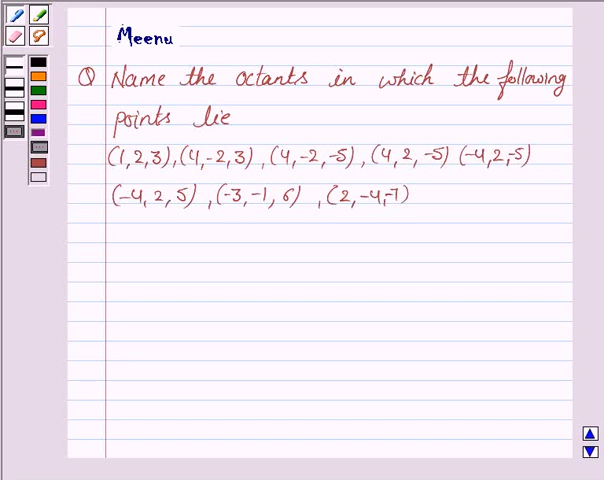 Meenu
Q Name the octants in which the following
points lie
(1, 2, 3), (4, -2, 3) , (4, -2, -5), (4, 2, -5) (-4, 2, -5)
(-4, 2, 5) , (-3, -1, 6) , (2, -4, -7)